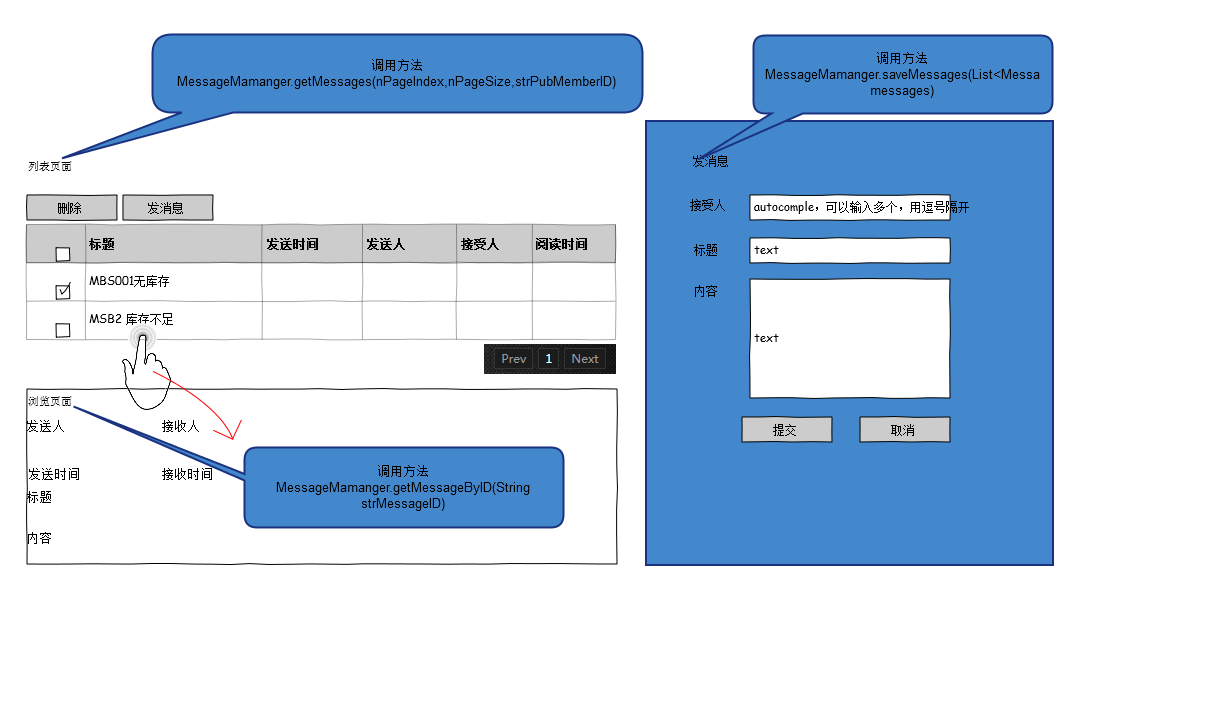 调用方法
MessageMamanger.getMessages(nPageIndex,nPageSize,strPubMemberID)
列表页面
删除 发消息
标题 发送时间 发送人 接受人 阅读时间
MBS001无库存
MSB2 库存不足
Prev 1 Next
浏览页面
发送人 接收人
发送时间 接收时间
标题
内容
调用方法
MessageMamanger.getMessageByID(String
strMessageID)
调用方法
MessageMamanger.saveMessages(List<Messa
messages)
发消息
接受人 autocomple，可以输入多个，用逗号隔开
标题 text
内容 text
提交 取消